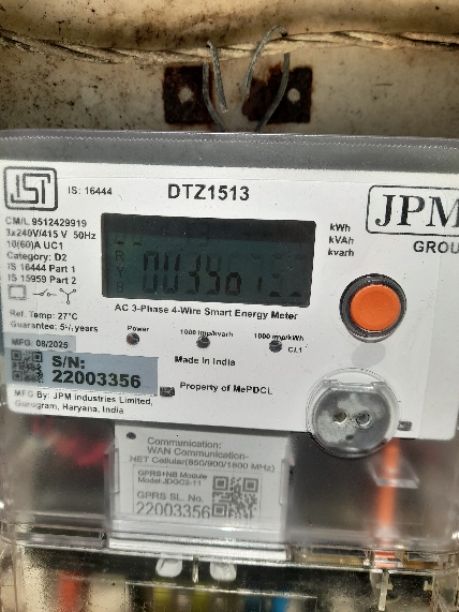 IS: 16444
DTZ1513
JPM
GROU
CM/L 9512429919
3x240V/415 V 50Hz
10(60)A UC1
Category: D2
IS 16444 Part 1
IS 15959 Part 2
Ref. Temp: 27°C
Guarantee: 5½ years
MFG: 08/2025
S/N:
22003356
MFG By: JPM Industries Limited,
Gurugram, Haryana, India
R
Y
B
kWh
kVAh
kvarh
AC 3-Phase 4-Wire Smart Energy Meter
Power
1000 imp/kvarh
1000 imp/kWh
C/.1
Made In India
Property of MePDCL
Communication:
WAN Communication-
NET Cellular(850/900/1800 MHz)
GPRS+NB Module
GPRS SL. No.
22003356